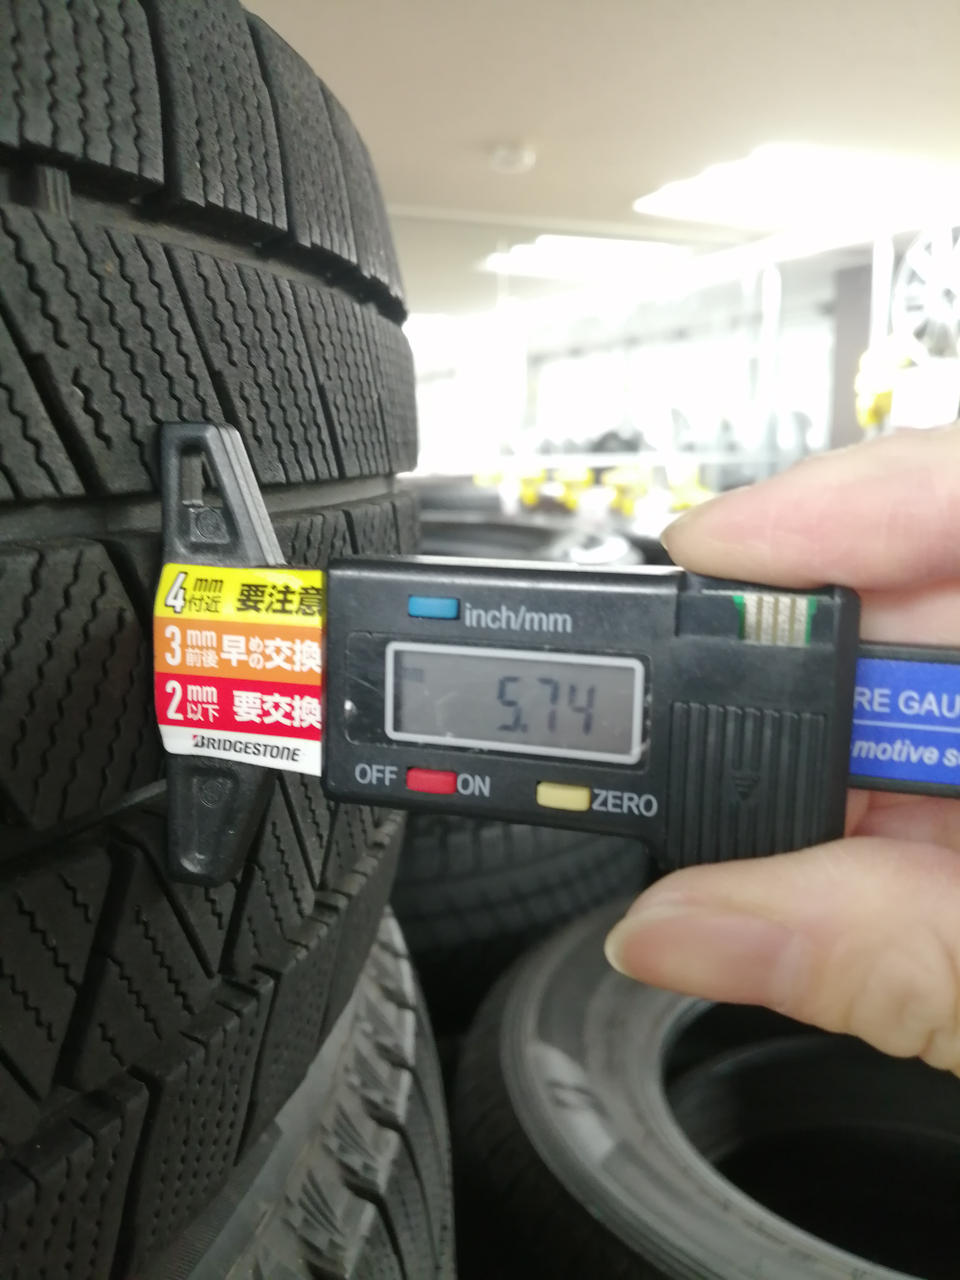 4mm付近 要注意
3mm前後 早めの交換
2mm以下 要交換
BRIDGESTONE
inch/mm
5.74
OFF ON ZERO
RE GAU
motive s